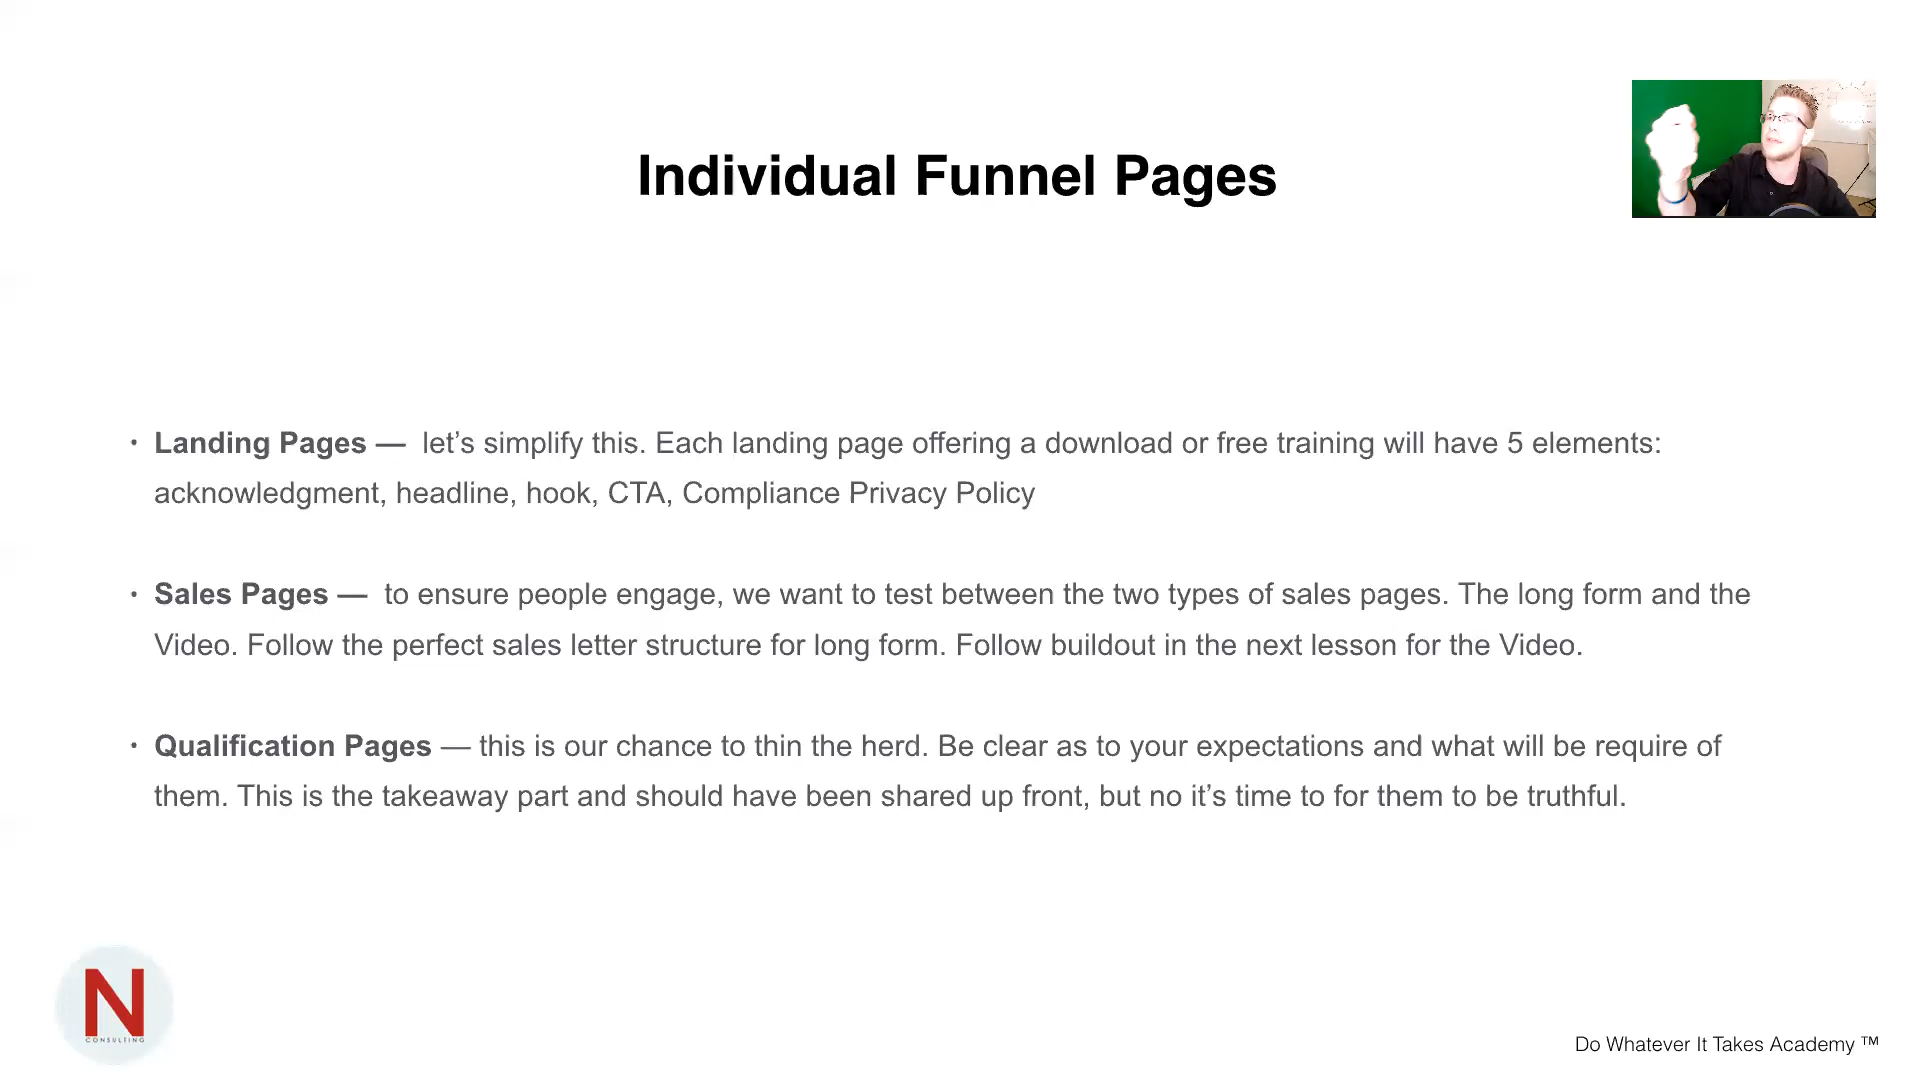 Individual Funnel Pages
• Landing Pages —  let’s simplify this. Each landing page offering a download or free training will have 5 elements:
acknowledgment, headline, hook, CTA, Compliance Privacy Policy
• Sales Pages —  to ensure people engage, we want to test between the two types of sales pages. The long form and the
Video. Follow the perfect sales letter structure for long form. Follow buildout in the next lesson for the Video.
• Qualification Pages — this is our chance to thin the herd. Be clear as to your expectations and what will be require of
them. This is the takeaway part and should have been shared up front, but no it’s time to for them to be truthful.
N
CONSULTING
Do Whatever It Takes Academy ™